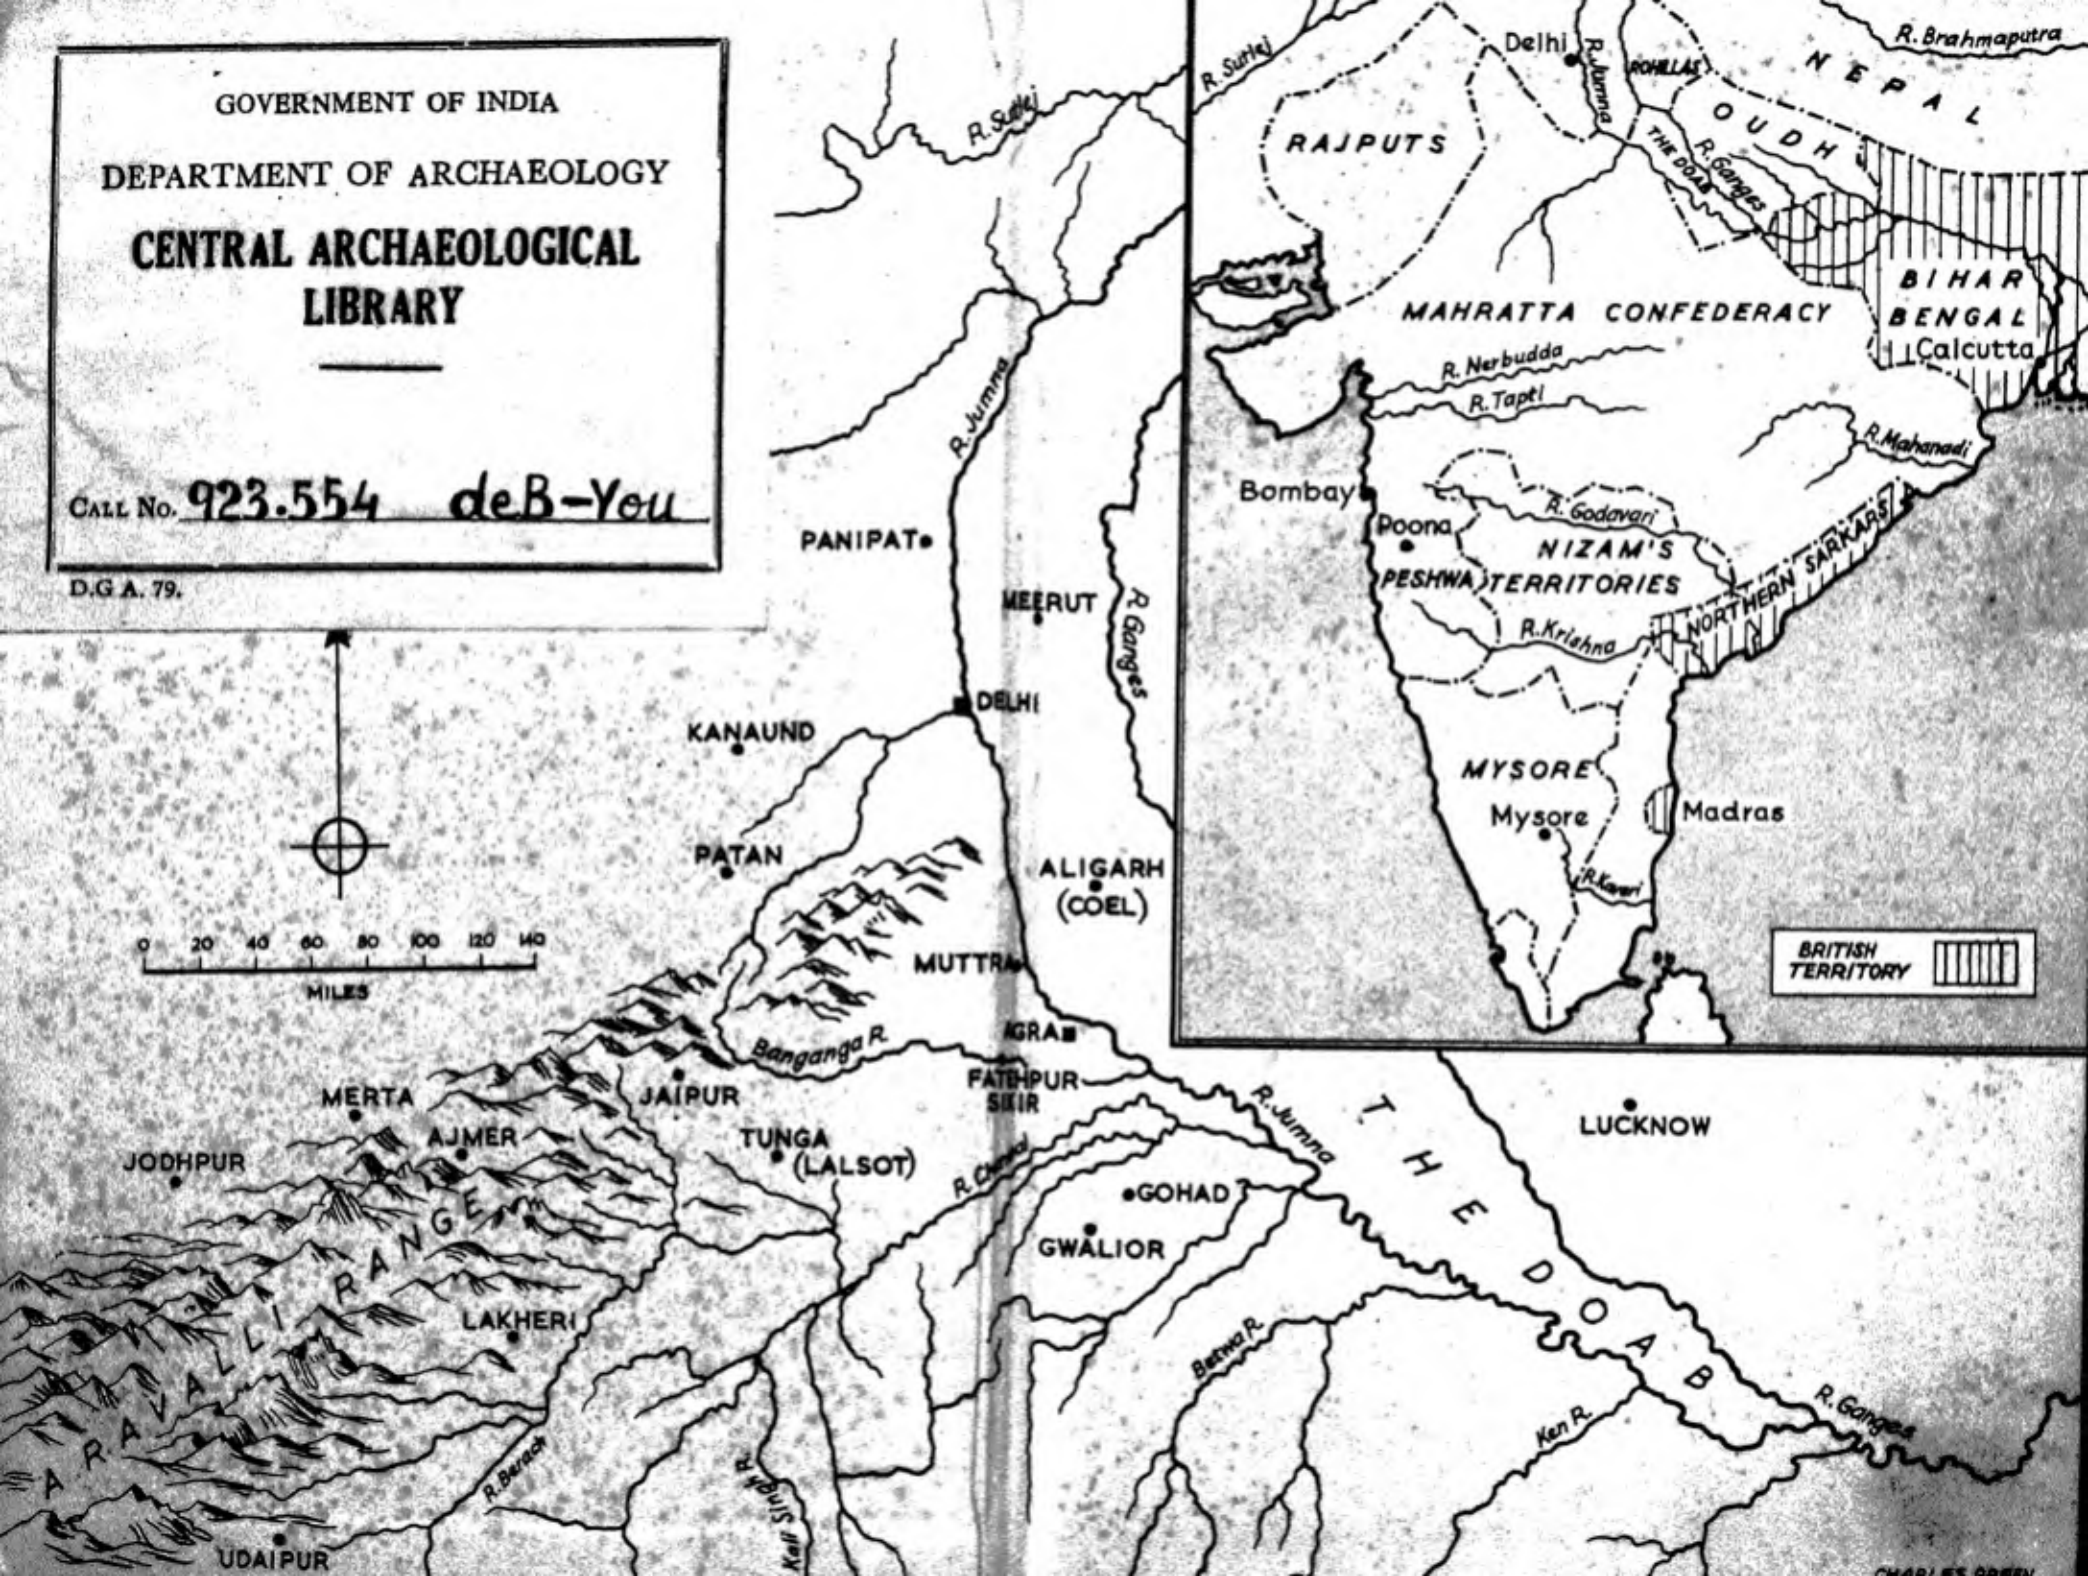 GOVERNMENT OF INDIA
DEPARTMENT OF ARCHAEOLOGY
CENTRAL ARCHAEOLOGICAL
LIBRARY
CALL No. 923.554 deB-You
D.G A. 79.
R. Sutlej
R. Jumna
PANIPAT
MEERUT
R. Ganges
DELHI
KANAUND
PATAN
ALIGARH
(COEL)
MUTTRA
0 20 40 60 80 100 120 140
MILES
AGRA
Banganga R.
FATEHPUR
JAIPUR
MERTA
AJMER
TUNGA
(LALSOT)
JODHPUR
R. Chambal
GOHAD
GWALIOR
ARAVALLI RANGE
LAKHERI
R. Jumna
THE DOAB
LUCKNOW
Betwa R.
Ken R.
R. Ganges
R. Berach
Kali Singh R.
UDAIPUR
CHARLES GREEN
R. Sutlej
Delhi
R. Jumna
ROHILLAS
R. Brahmaputra
NEPAL
OUDH
RAJPUTS
THE DOAB
R. Ganges
BIHAR
BENGAL
Calcutta
MAHRATTA CONFEDERACY
R. Nerbudda
R. Tapti
R. Mahanadi
Bombay
Poona
R. Godavari
NIZAM'S
PESHWA TERRITORIES
NORTHERN SARKARS
R. Krishna
MYSORE
Mysore
Madras
R. Kaveri
BRITISH
TERRITORY